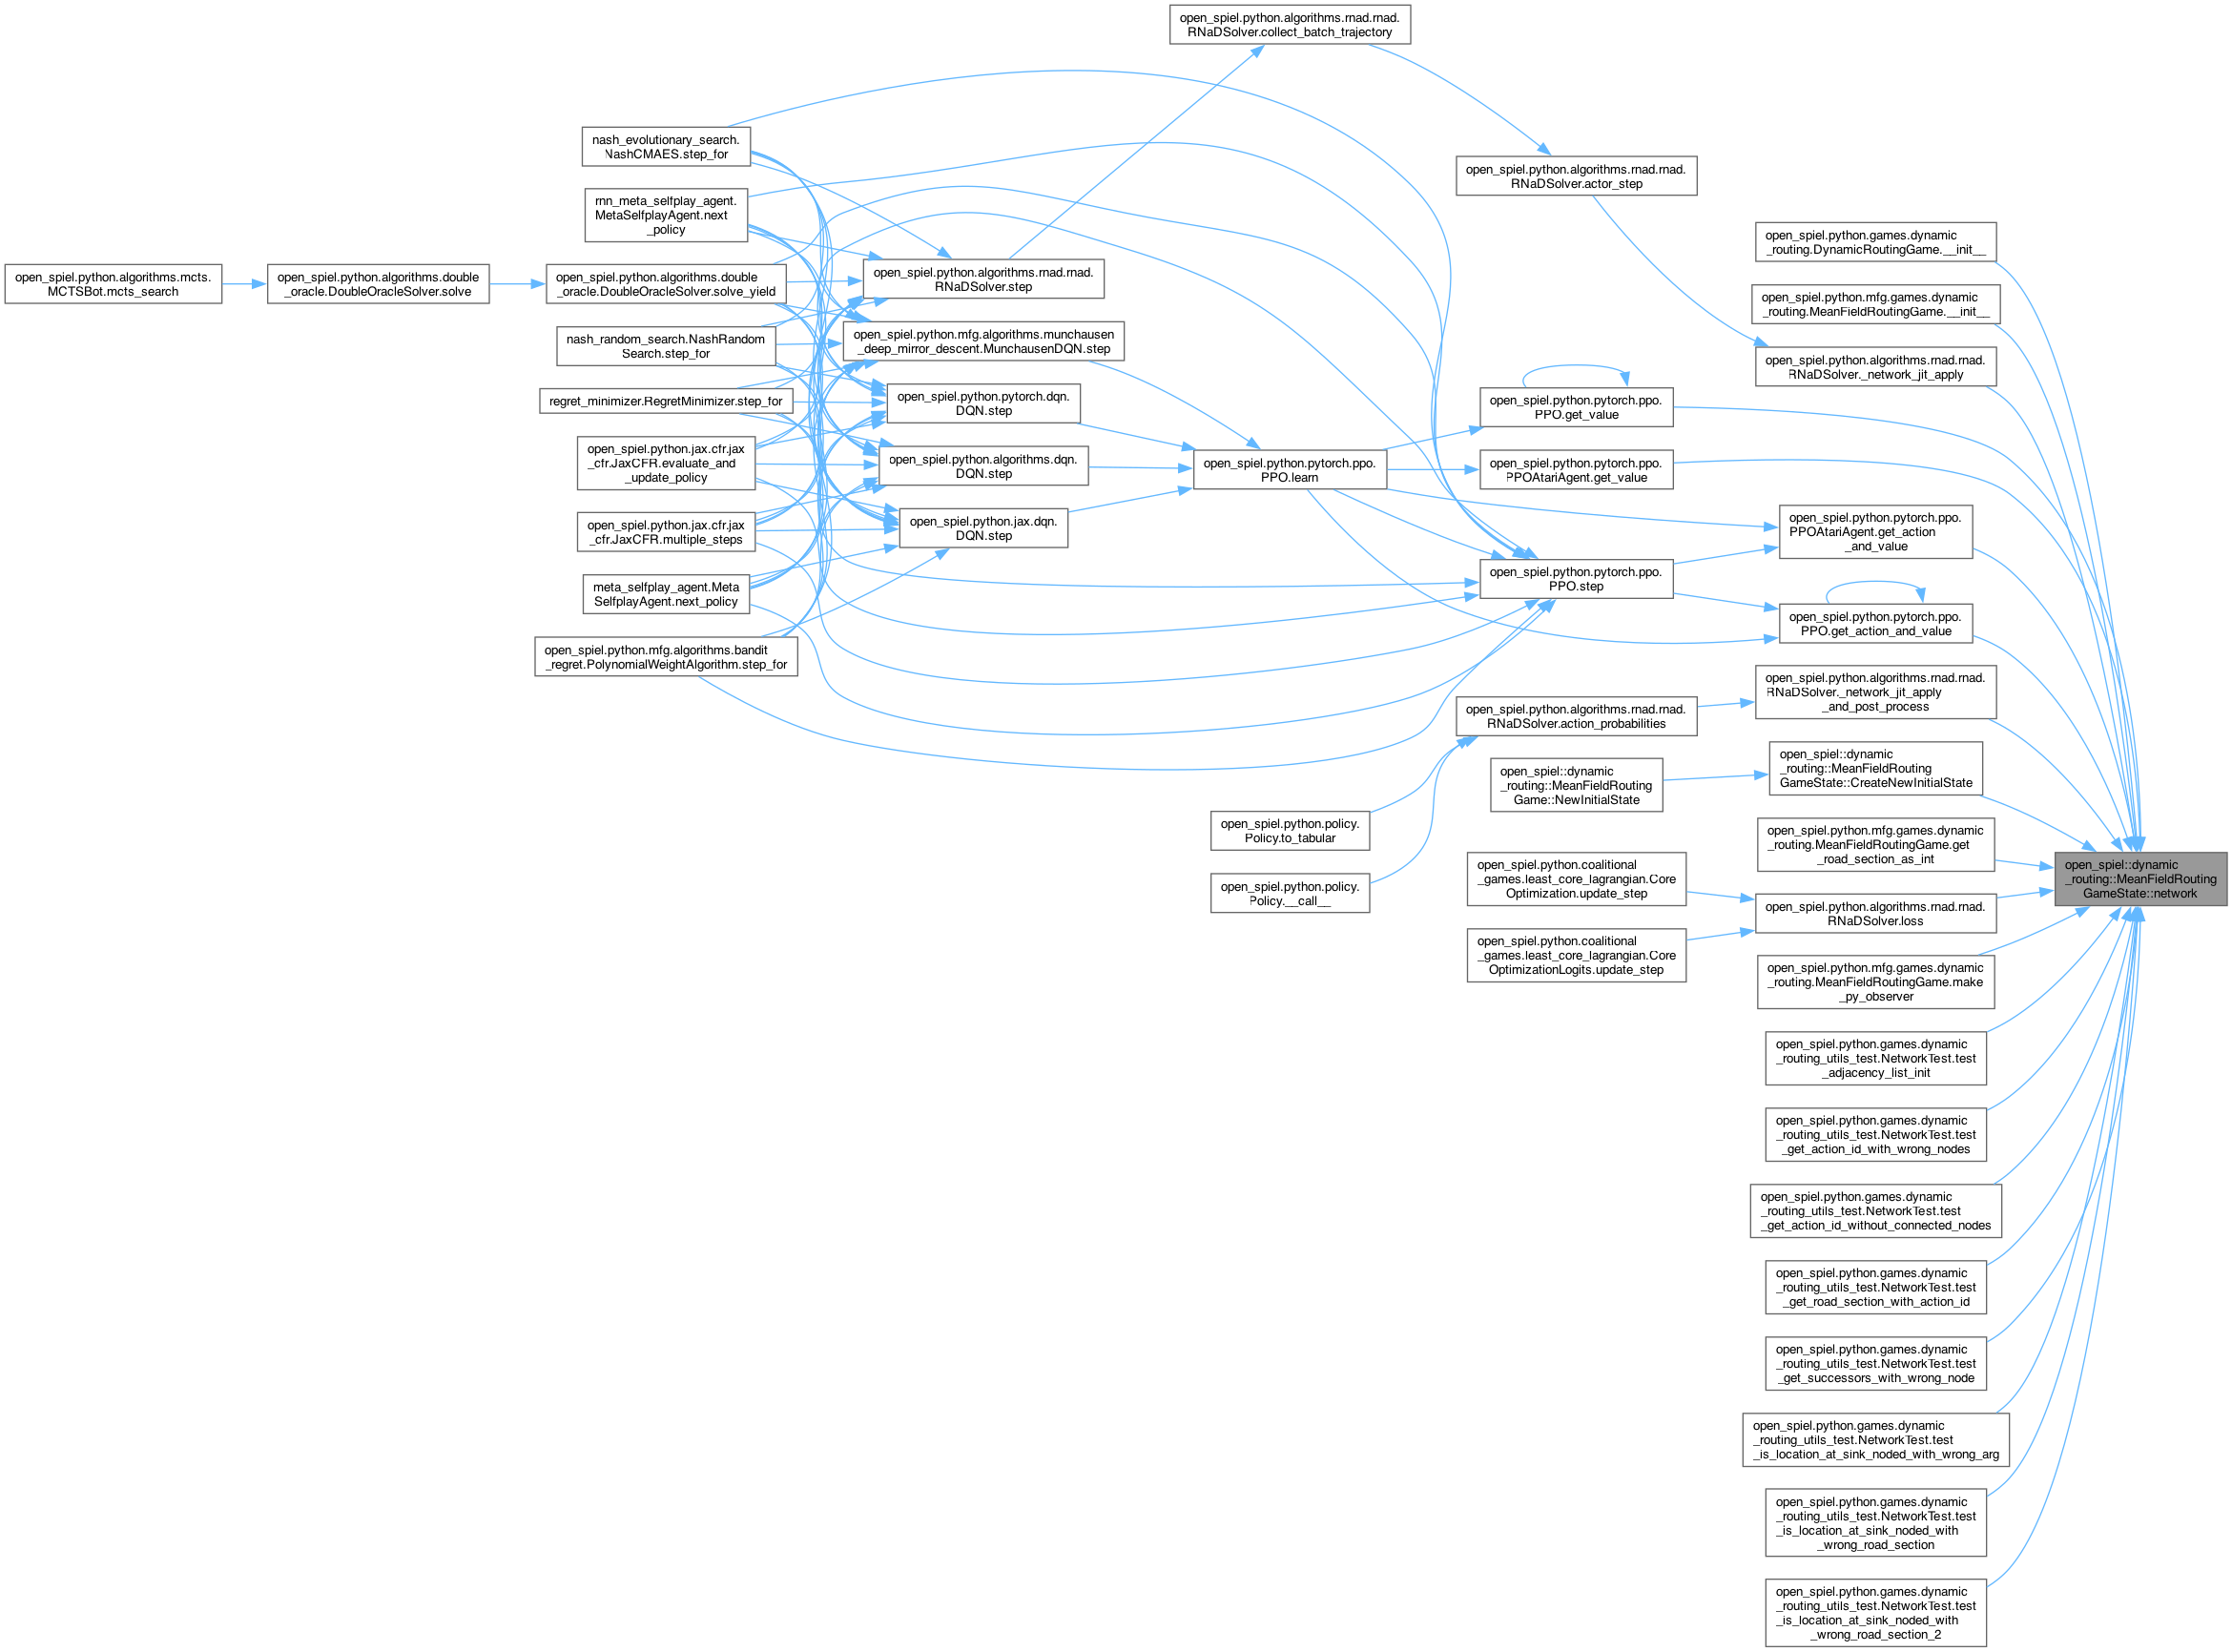 open_spiel.python.algorithms.rnad.rnad.
RNaDSolver.collect_batch_trajectory
nash_evolutionary_search.
NashCMAES.step_for
open_spiel.python.algorithms.rnad.rnad.
RNaDSolver.actor_step
rnn_meta_selfplay_agent.
MetaSelfplayAgent.next
_policy
open_spiel.python.games.dynamic
_routing.DynamicRoutingGame.__init__
open_spiel.python.algorithms.mcts.
MCTSBot.mcts_search
open_spiel.python.algorithms.double
_oracle.DoubleOracleSolver.solve
open_spiel.python.algorithms.double
_oracle.DoubleOracleSolver.solve_yield
open_spiel.python.algorithms.rnad.rnad.
RNaDSolver.step
open_spiel.python.mfg.games.dynamic
_routing.MeanFieldRoutingGame.__init__
nash_random_search.NashRandom
Search.step_for
open_spiel.python.mfg.algorithms.munchausen
_deep_mirror_descent.MunchausenDQN.step
open_spiel.python.algorithms.rnad.rnad.
RNaDSolver._network_jit_apply
regret_minimizer.RegretMinimizer.step_for
open_spiel.python.pytorch.dqn.
DQN.step
open_spiel.python.pytorch.ppo.
PPO.get_value
open_spiel.python.jax.cfr.jax
_cfr.JaxCFR.evaluate_and
_update_policy
open_spiel.python.algorithms.dqn.
DQN.step
open_spiel.python.pytorch.ppo.
PPO.learn
open_spiel.python.pytorch.ppo.
PPOAtariAgent.get_value
open_spiel.python.jax.cfr.jax
_cfr.JaxCFR.multiple_steps
open_spiel.python.jax.dqn.
DQN.step
open_spiel.python.pytorch.ppo.
PPOAtariAgent.get_action
_and_value
meta_selfplay_agent.Meta
SelfplayAgent.next_policy
open_spiel.python.pytorch.ppo.
PPO.step
open_spiel.python.pytorch.ppo.
PPO.get_action_and_value
open_spiel.python.mfg.algorithms.bandit
_regret.PolynomialWeightAlgorithm.step_for
open_spiel.python.algorithms.rnad.rnad.
RNaDSolver._network_jit_apply
_and_post_process
open_spiel.python.algorithms.rnad.rnad.
RNaDSolver.action_probabilities
open_spiel::dynamic
_routing::MeanFieldRouting
GameState::CreateNewInitialState
open_spiel::dynamic
_routing::MeanFieldRouting
Game::NewInitialState
open_spiel.python.policy.
Policy.to_tabular
open_spiel.python.mfg.games.dynamic
_routing.MeanFieldRoutingGame.get
_road_section_as_int
open_spiel::dynamic
_routing::MeanFieldRouting
GameState::network
open_spiel.python.policy.
Policy.__call__
open_spiel.python.coalitional
_games.least_core_lagrangian.Core
Optimization.update_step
open_spiel.python.algorithms.rnad.rnad.
RNaDSolver.loss
open_spiel.python.coalitional
_games.least_core_lagrangian.Core
OptimizationLogits.update_step
open_spiel.python.mfg.games.dynamic
_routing.MeanFieldRoutingGame.make
_py_observer
open_spiel.python.games.dynamic
_routing_utils_test.NetworkTest.test
_adjacency_list_init
open_spiel.python.games.dynamic
_routing_utils_test.NetworkTest.test
_get_action_id_with_wrong_nodes
open_spiel.python.games.dynamic
_routing_utils_test.NetworkTest.test
_get_action_id_without_connected_nodes
open_spiel.python.games.dynamic
_routing_utils_test.NetworkTest.test
_get_road_section_with_action_id
open_spiel.python.games.dynamic
_routing_utils_test.NetworkTest.test
_get_successors_with_wrong_node
open_spiel.python.games.dynamic
_routing_utils_test.NetworkTest.test
_is_location_at_sink_noded_with_wrong_arg
open_spiel.python.games.dynamic
_routing_utils_test.NetworkTest.test
_is_location_at_sink_noded_with
_wrong_road_section
open_spiel.python.games.dynamic
_routing_utils_test.NetworkTest.test
_is_location_at_sink_noded_with
_wrong_road_section_2